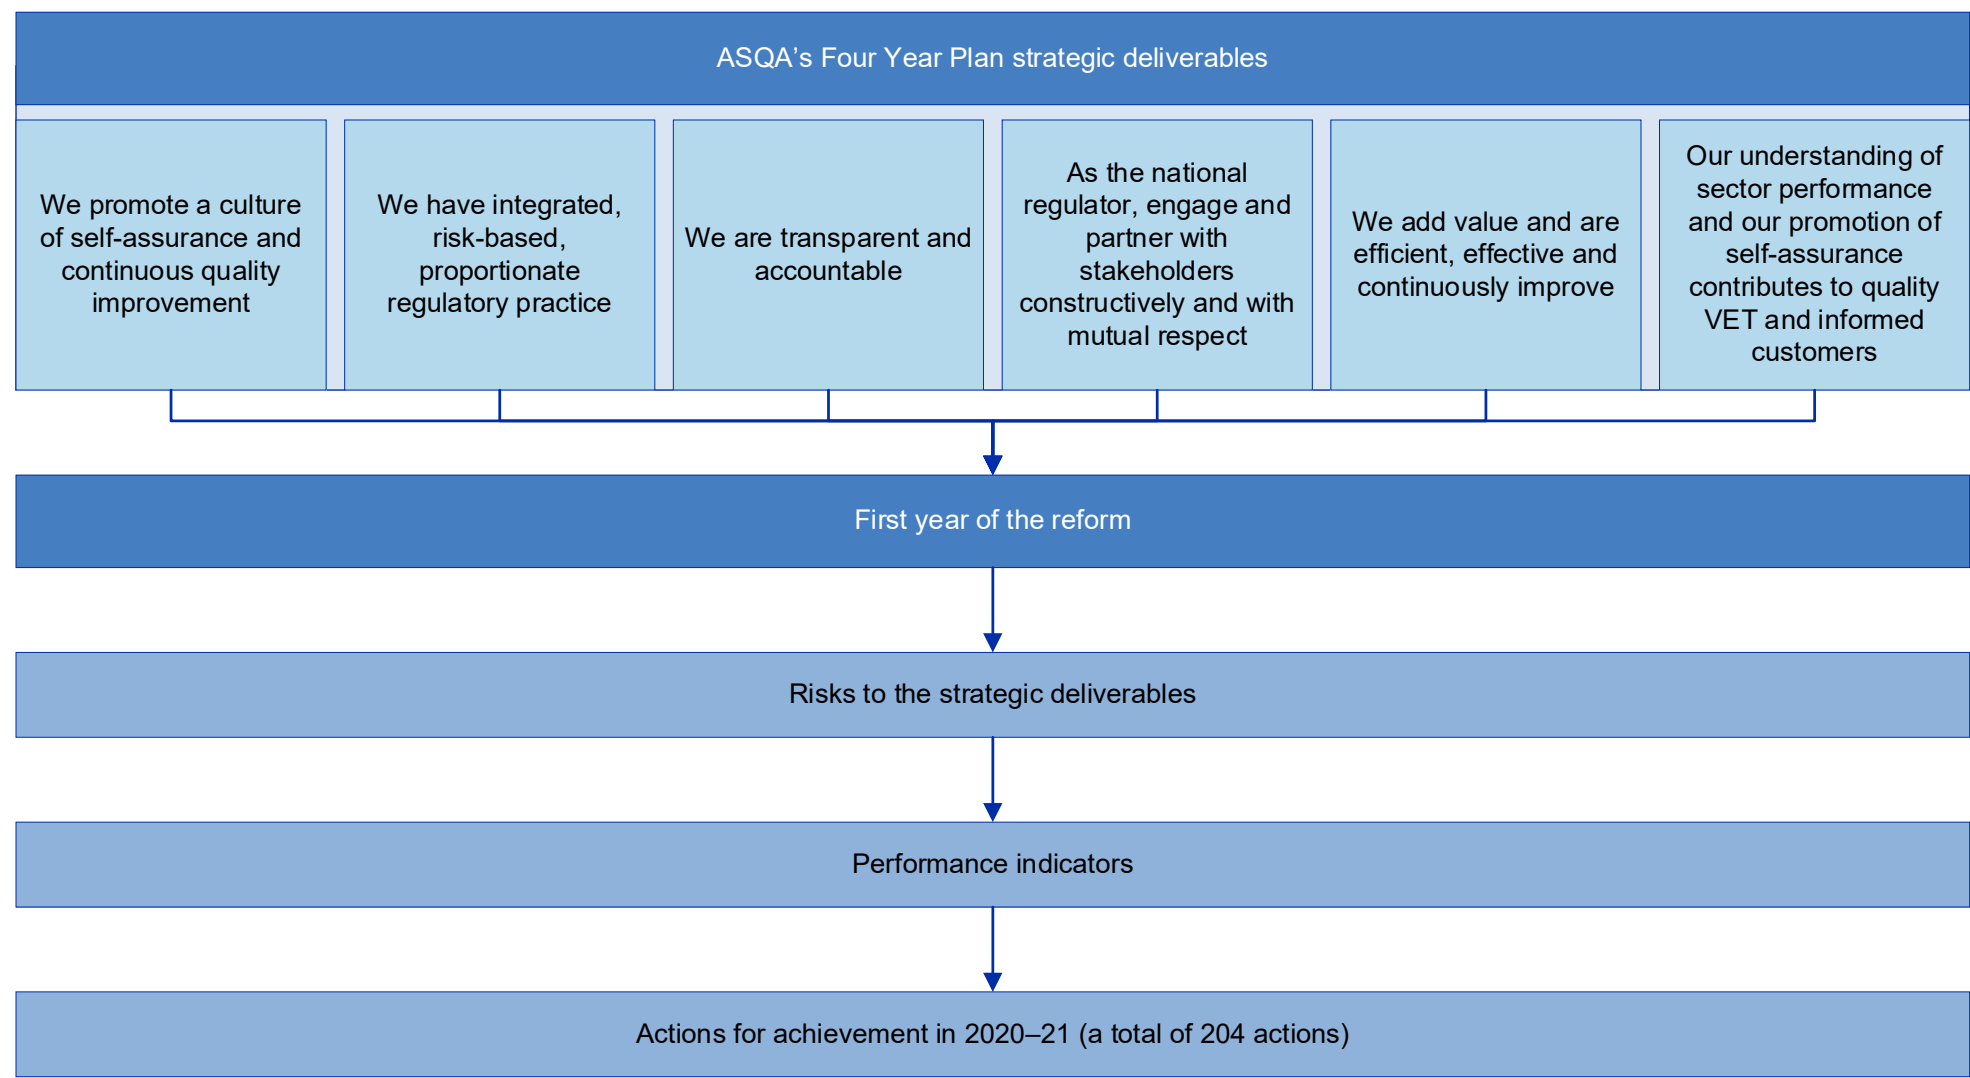 ASQA’s Four Year Plan strategic deliverables
We promote a culture
of self-assurance and
continuous quality
improvement
We have integrated,
risk-based,
proportionate
regulatory practice
We are transparent and
accountable
As the national
regulator, engage and
partner with
stakeholders
constructively and with
mutual respect
We add value and are
efficient, effective and
continuously improve
Our understanding of
sector performance
and our promotion of
self-assurance
contributes to quality
VET and informed
customers
First year of the reform
Risks to the strategic deliverables
Performance indicators
Actions for achievement in 2020–21 (a total of 204 actions)